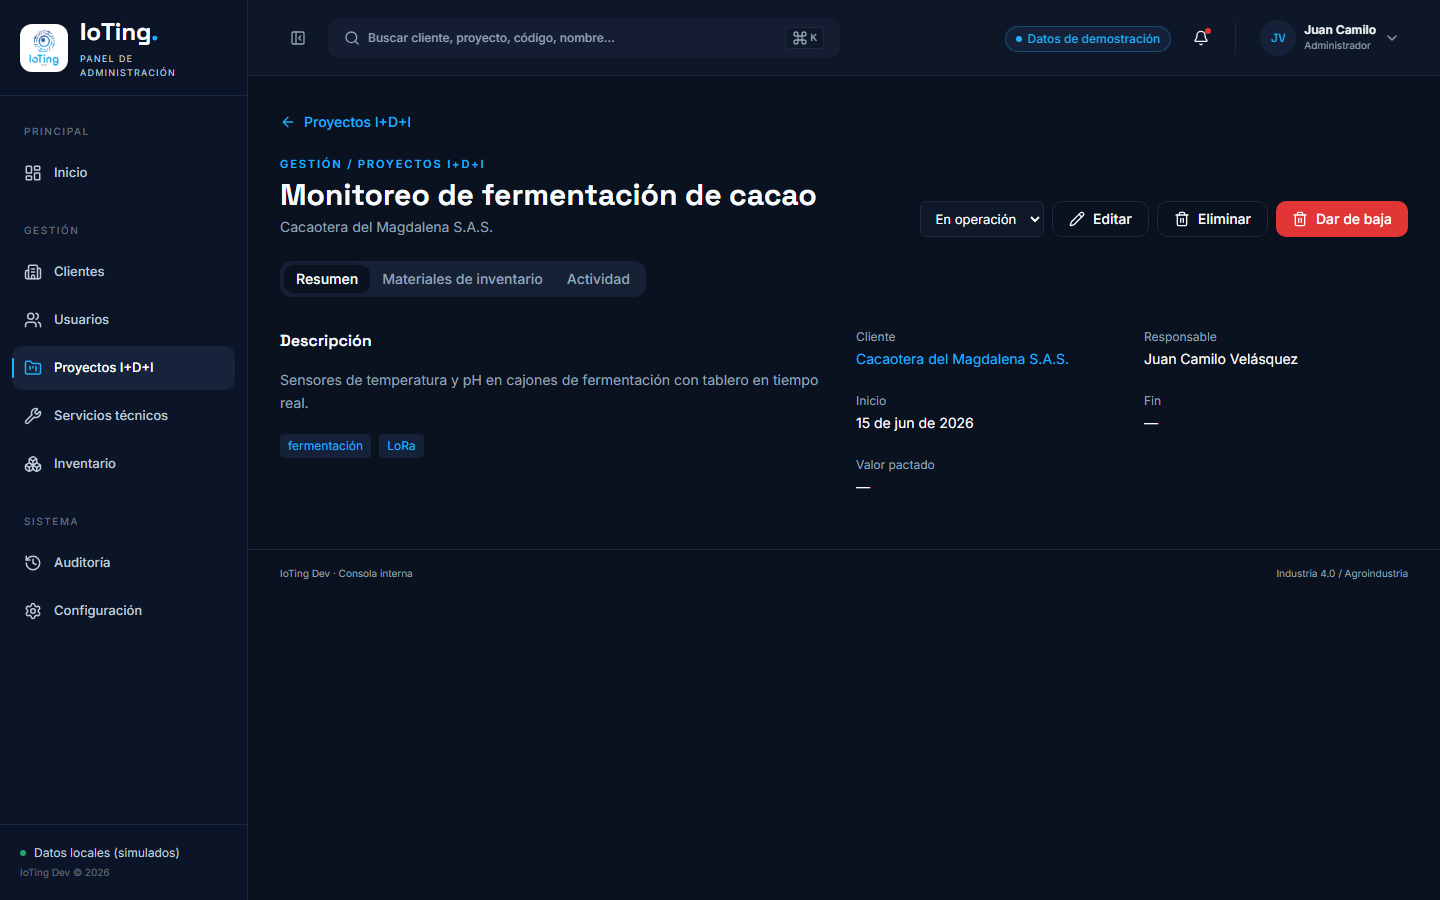 IoTing
IoTing.
PANEL DE
ADMINISTRACIÓN
Buscar cliente, proyecto, código, nombre...
⌘ K
Datos de demostración
JV
Juan Camilo
Administrador
PRINCIPAL
Inicio
GESTIÓN
Clientes
Usuarios
Proyectos I+D+I
Servicios técnicos
Inventario
SISTEMA
Auditoría
Configuración
Datos locales (simulados)
IoTing Dev © 2026
Proyectos I+D+I
GESTIÓN / PROYECTOS I+D+I
Monitoreo de fermentación de cacao
Cacaotera del Magdalena S.A.S.
En operación
Editar
Eliminar
Dar de baja
Resumen
Materiales de inventario
Actividad
Descripción
Sensores de temperatura y pH en cajones de fermentación con tablero en tiempo
real.
fermentación
LoRa
Cliente
Cacaotera del Magdalena S.A.S.
Responsable
Juan Camilo Velásquez
Inicio
15 de jun de 2026
Fin
—
Valor pactado
—
IoTing Dev · Consola interna
Industria 4.0 / Agroindustria